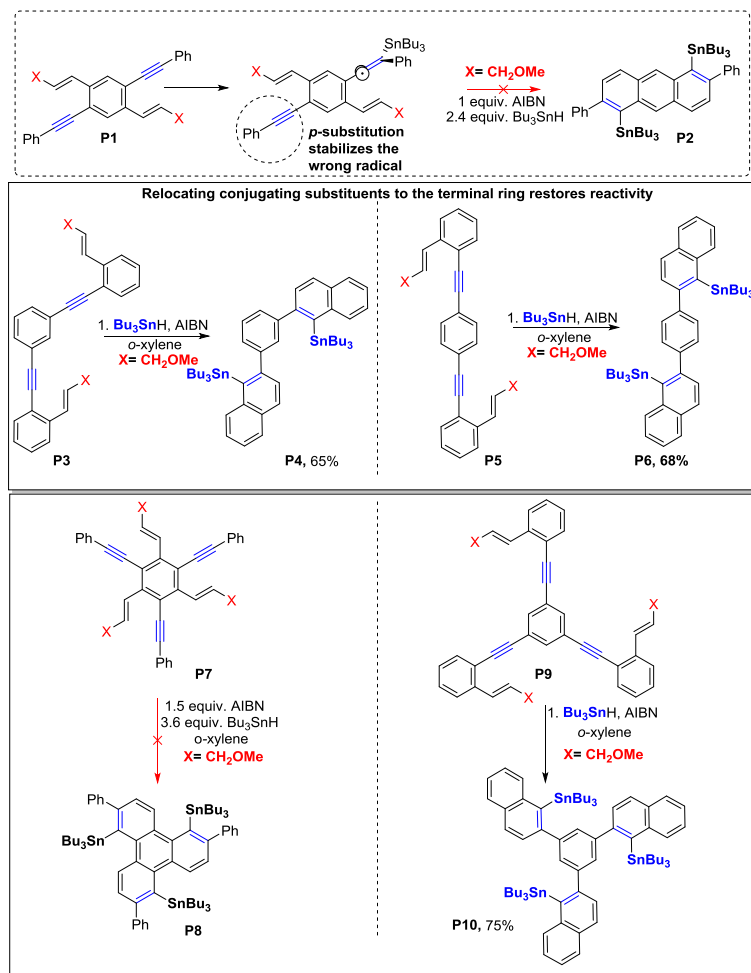 SnBu3
Ph
X
Ph
X
Ph
P1
X
X
Ph
p-substitution
stabilizes the
wrong radical
X= CH2OMe
1 equiv. AIBN
2.4 equiv. Bu3SnH
SnBu3
Ph
Ph
SnBu3
P2
Relocating conjugating substituents to the terminal ring restores reactivity
X
X
P3
1. Bu3SnH, AIBN
o-xylene
X= CH2OMe
SnBu3
Bu3Sn
P4, 65%
X
X
P5
1. Bu3SnH, AIBN
o-xylene
X= CH2OMe
SnBu3
Bu3Sn
P6, 68%
X
Ph
Ph
X
X
Ph
P7
1.5 equiv. AIBN
3.6 equiv. Bu3SnH
o-xylene
X= CH2OMe
Ph
SnBu3
Bu3Sn
Ph
SnBu3
Ph
P8
X
X
X
P9
1. Bu3SnH, AIBN
o-xylene
X= CH2OMe
SnBu3
SnBu3
Bu3Sn
P10, 75%